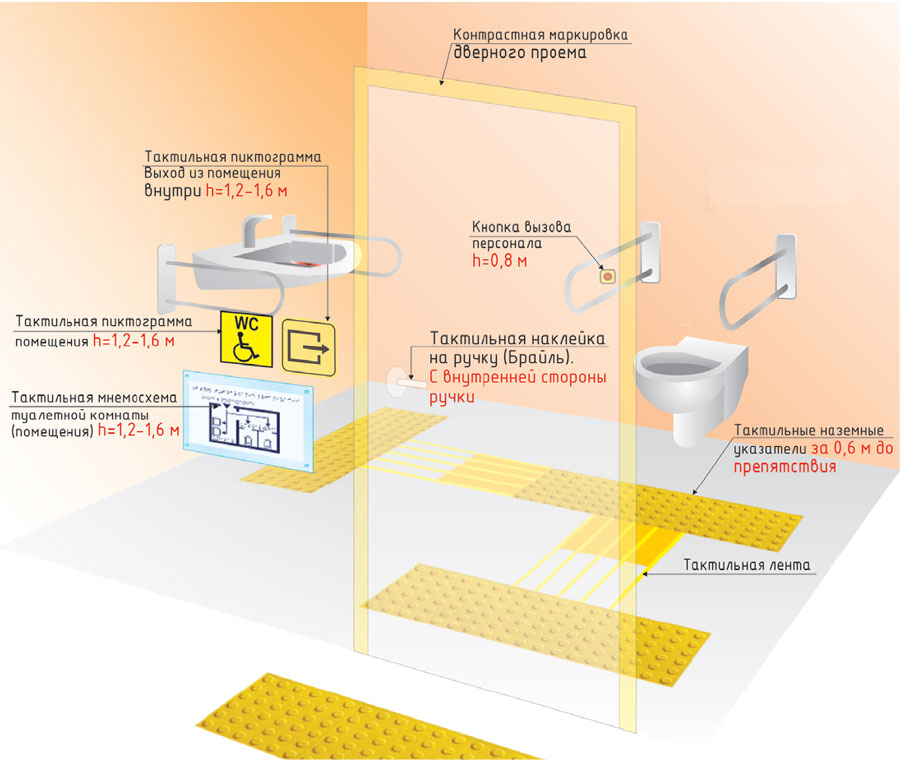 Контрастная маркировка
дверного проема
Тактильная пиктограмма
Выход из помещения
внутри h=1,2-1,6 м
Кнопка вызова
персонала
h=0,8 м
Тактильная пиктограмма
помещения h=1,2-1,6 м
WC
Тактильная наклейка
на ручку (Брайль).
С внутренней стороны
ручки
Тактильная мнемосхема
туалетной комнаты
(помещения) h=1,2-1,6 м
Тактильные наземные
указатели за 0,6 м до
препятствия
Тактильная лента